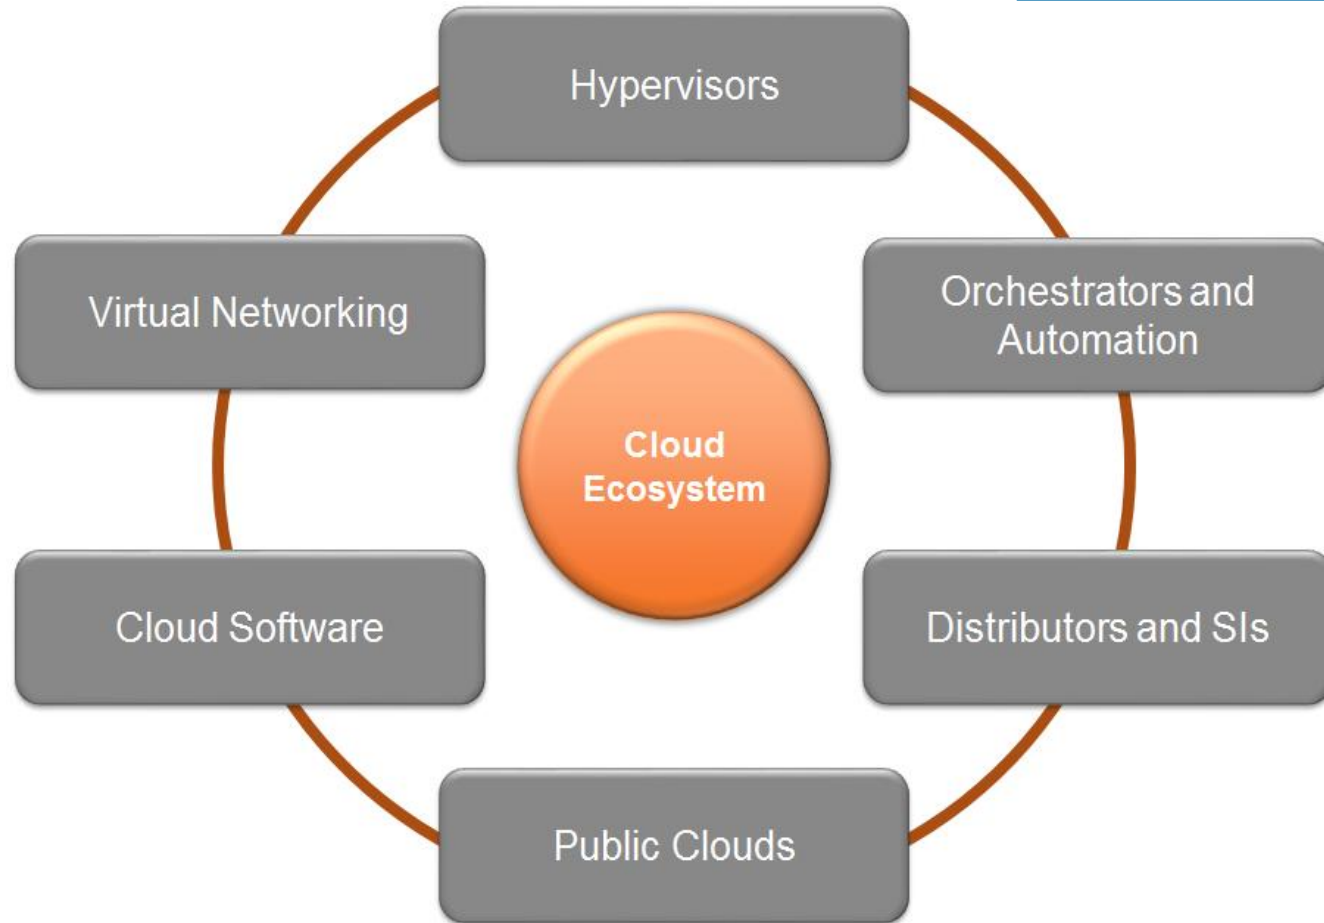 Hypervisors
Virtual Networking
Orchestrators and
Automation
Cloud
Ecosystem
Cloud Software
Distributors and SIs
Public Clouds